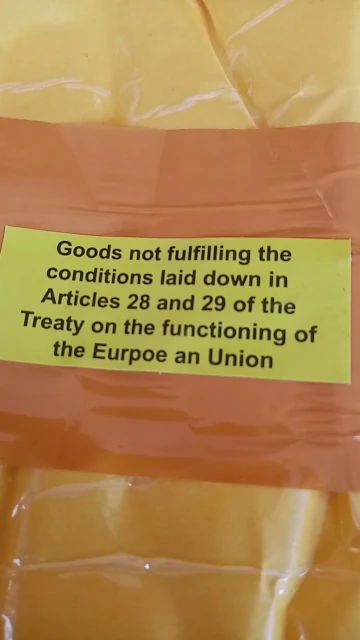 Goods not fulfilling the
conditions laid down in
Articles 28 and 29 of the
Treaty on the functioning of
the Eurpoe an Union